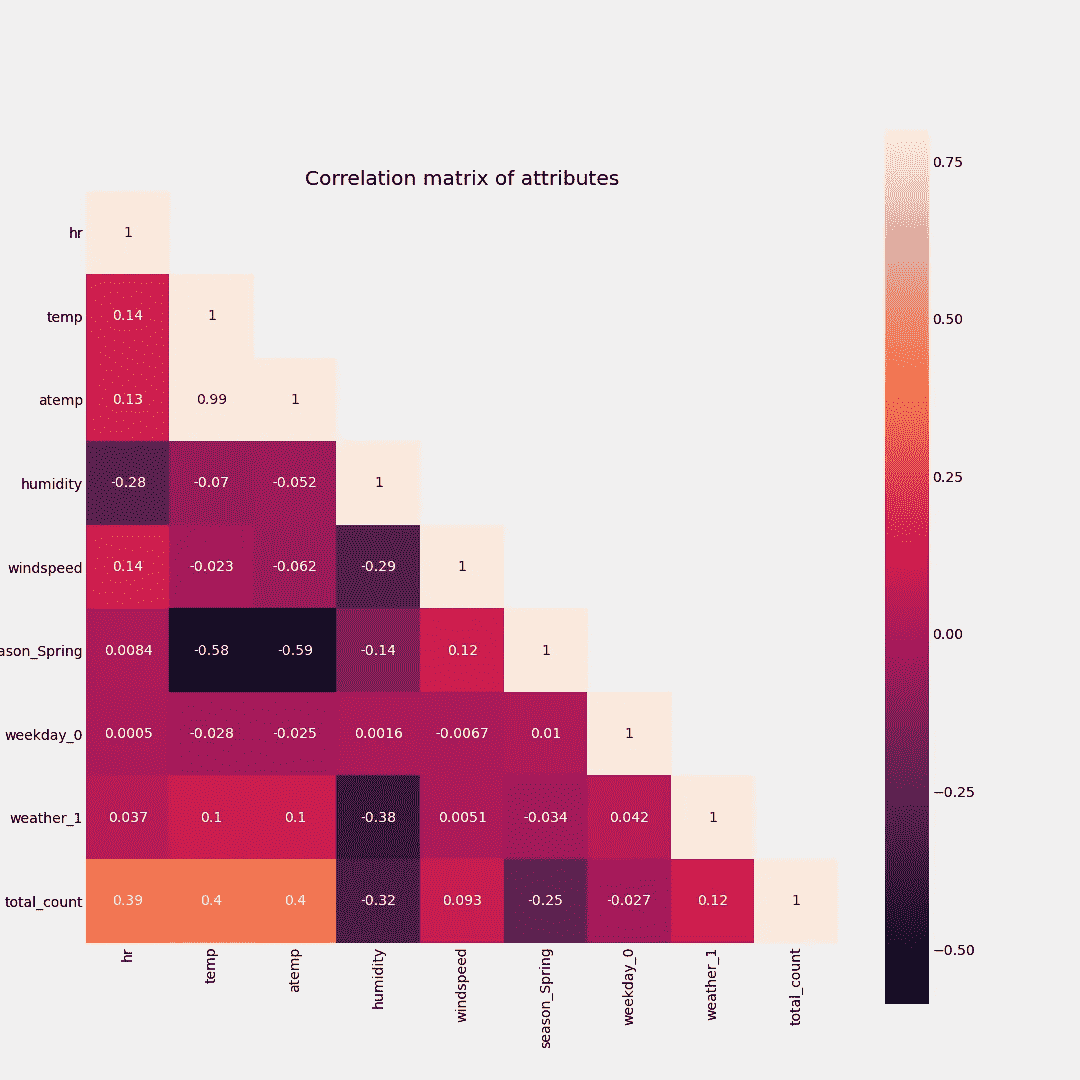 Correlation matrix of attributes
hr 1
temp 0.14 1
atemp 0.13 0.99 1
humidity -0.28 -0.07 -0.052 1
windspeed 0.14 -0.023 -0.062 -0.29 1
ason_Spring 0.0084 -0.58 -0.59 -0.14 0.12 1
weekday_0 0.0005 -0.028 -0.025 0.0016 -0.0067 0.01 1
weather_1 0.037 0.1 0.1 -0.38 0.0051 -0.034 0.042 1
total_count 0.39 0.4 0.4 -0.32 0.093 -0.25 -0.027 0.12 1
hr temp atemp humidity windspeed season_Spring weekday_0 weather_1 total_count
0.75
0.50
0.25
0.00
−0.25
−0.50